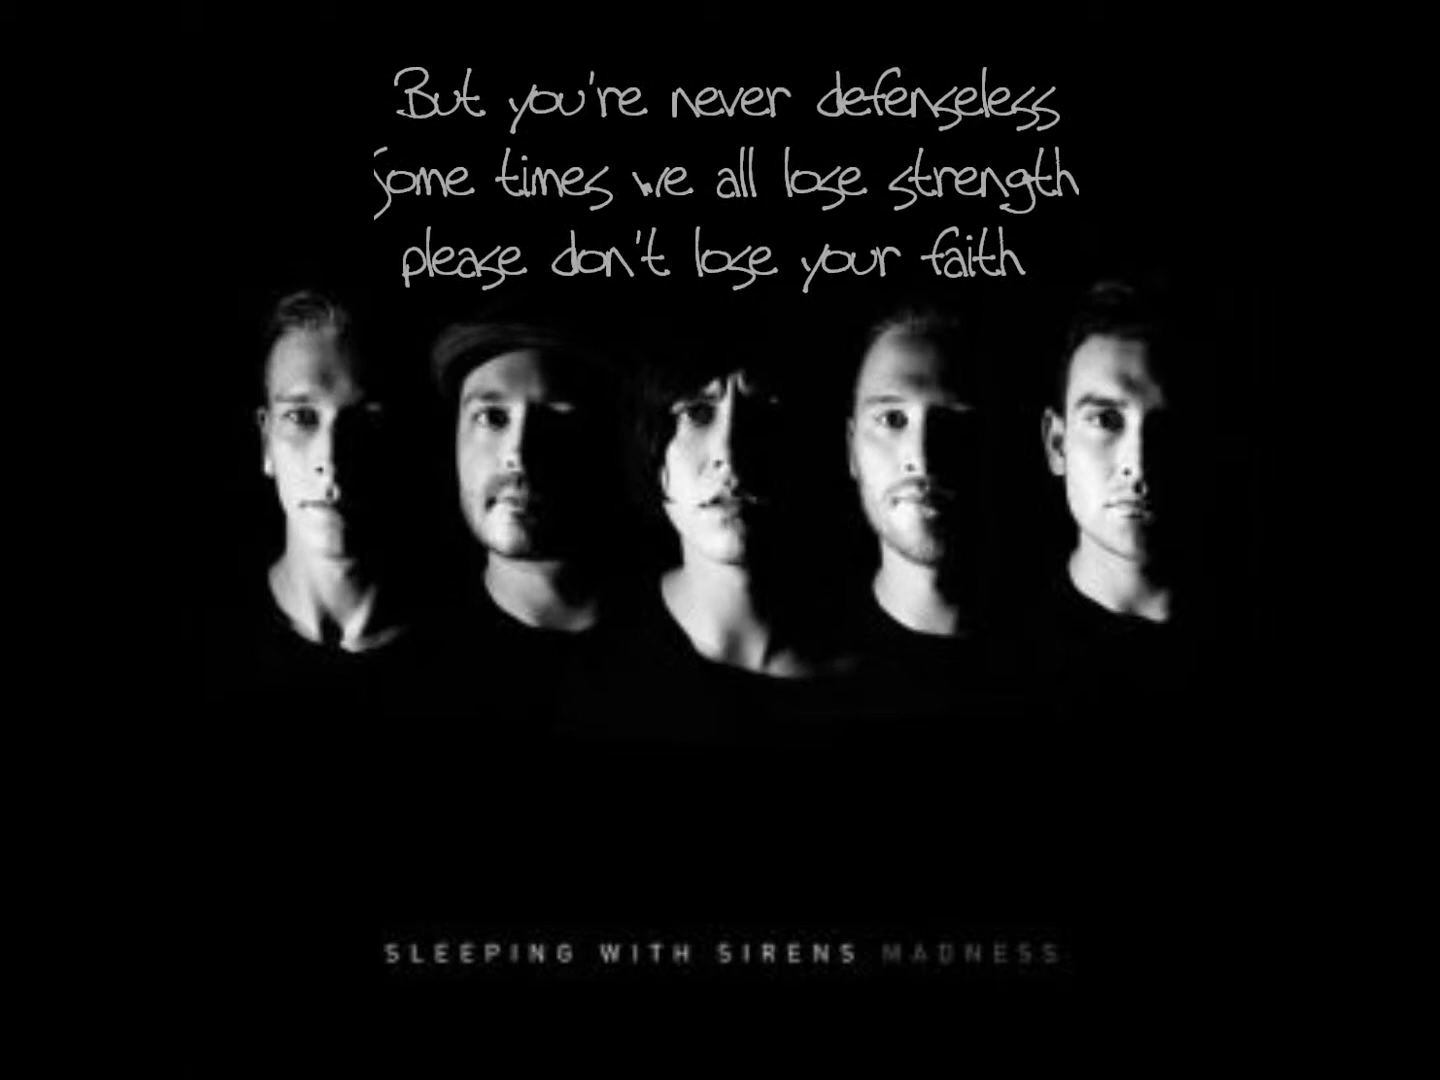 But you're never defenseless
Some times we all lose strength
please don't lose your faith
SLEEPING WITH SIRENS MADNESS